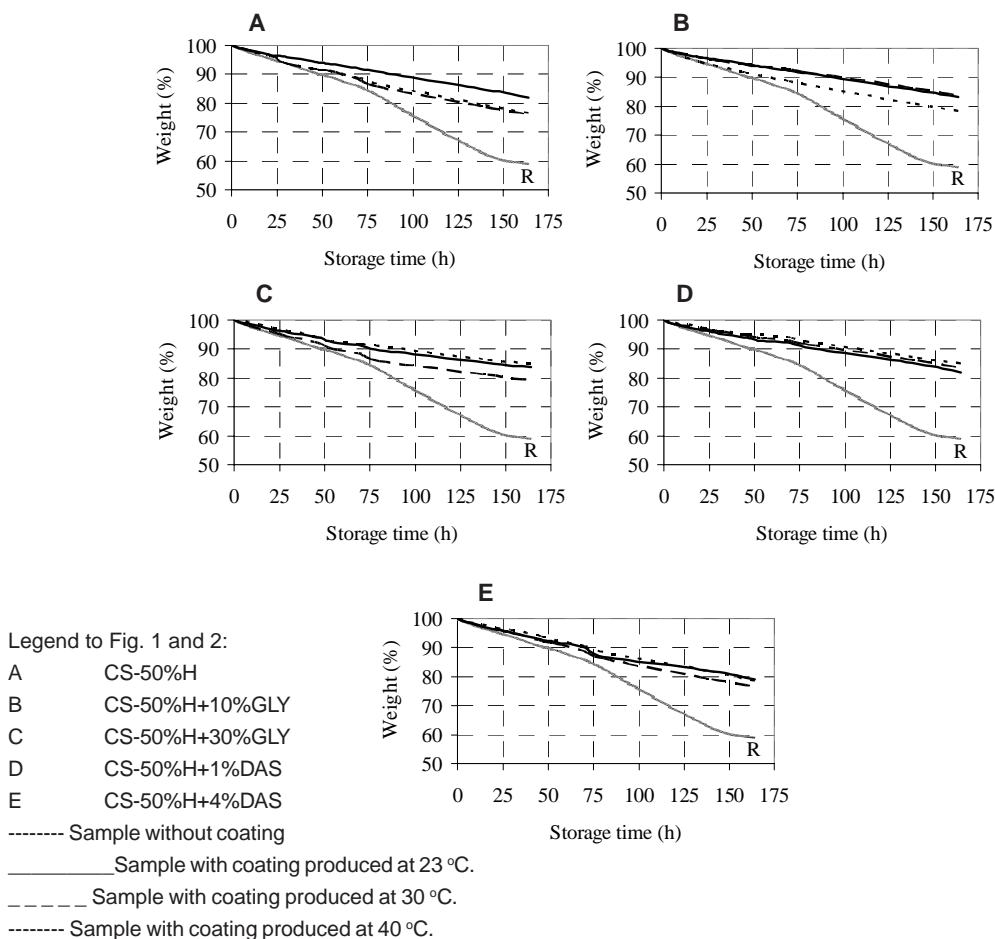 A
100
90
80
70
60
50
Weight (%)
R
0 25 50 75 100 125 150 175
Storage time (h)
B
100
90
80
70
60
50
Weight (%)
R
0 25 50 75 100 125 150 175
Storage time (h)
C
100
90
80
70
60
50
Weight (%)
R
0 25 50 75 100 125 150 175
Storage time (h)
D
100
90
80
70
60
50
Weight (%)
R
0 25 50 75 100 125 150 175
Storage time (h)
E
100
90
80
70
60
50
Weight (%)
R
0 25 50 75 100 125 150 175
Storage time (h)
Legend to Fig. 1 and 2:
A CS-50%H
B CS-50%H+10%GLY
C CS-50%H+30%GLY
D CS-50%H+1%DAS
E CS-50%H+4%DAS
-------- Sample without coating
__________Sample with coating produced at 23 °C.
_ _ _ _ _ Sample with coating produced at 30 °C.
-------- Sample with coating produced at 40 °C.